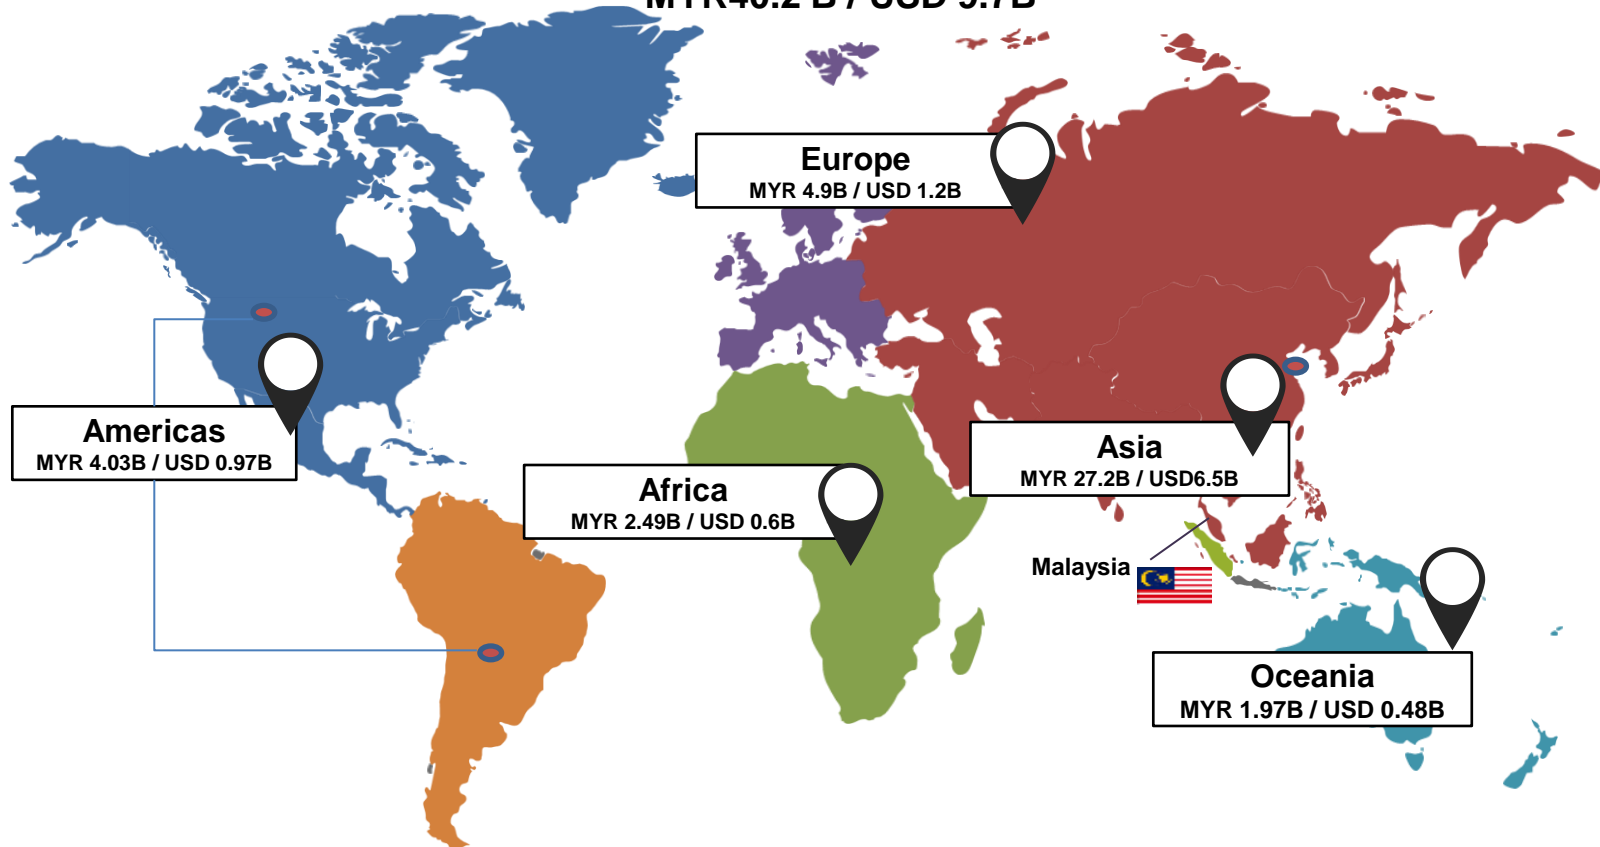 Europe
MYR 4.9B / USD 1.2B
Americas
MYR 4.03B / USD 0.97B
Asia
MYR 27.2B / USD6.5B
Africa
MYR 2.49B / USD 0.6B
Malaysia
Oceania
MYR 1.97B / USD 0.48B